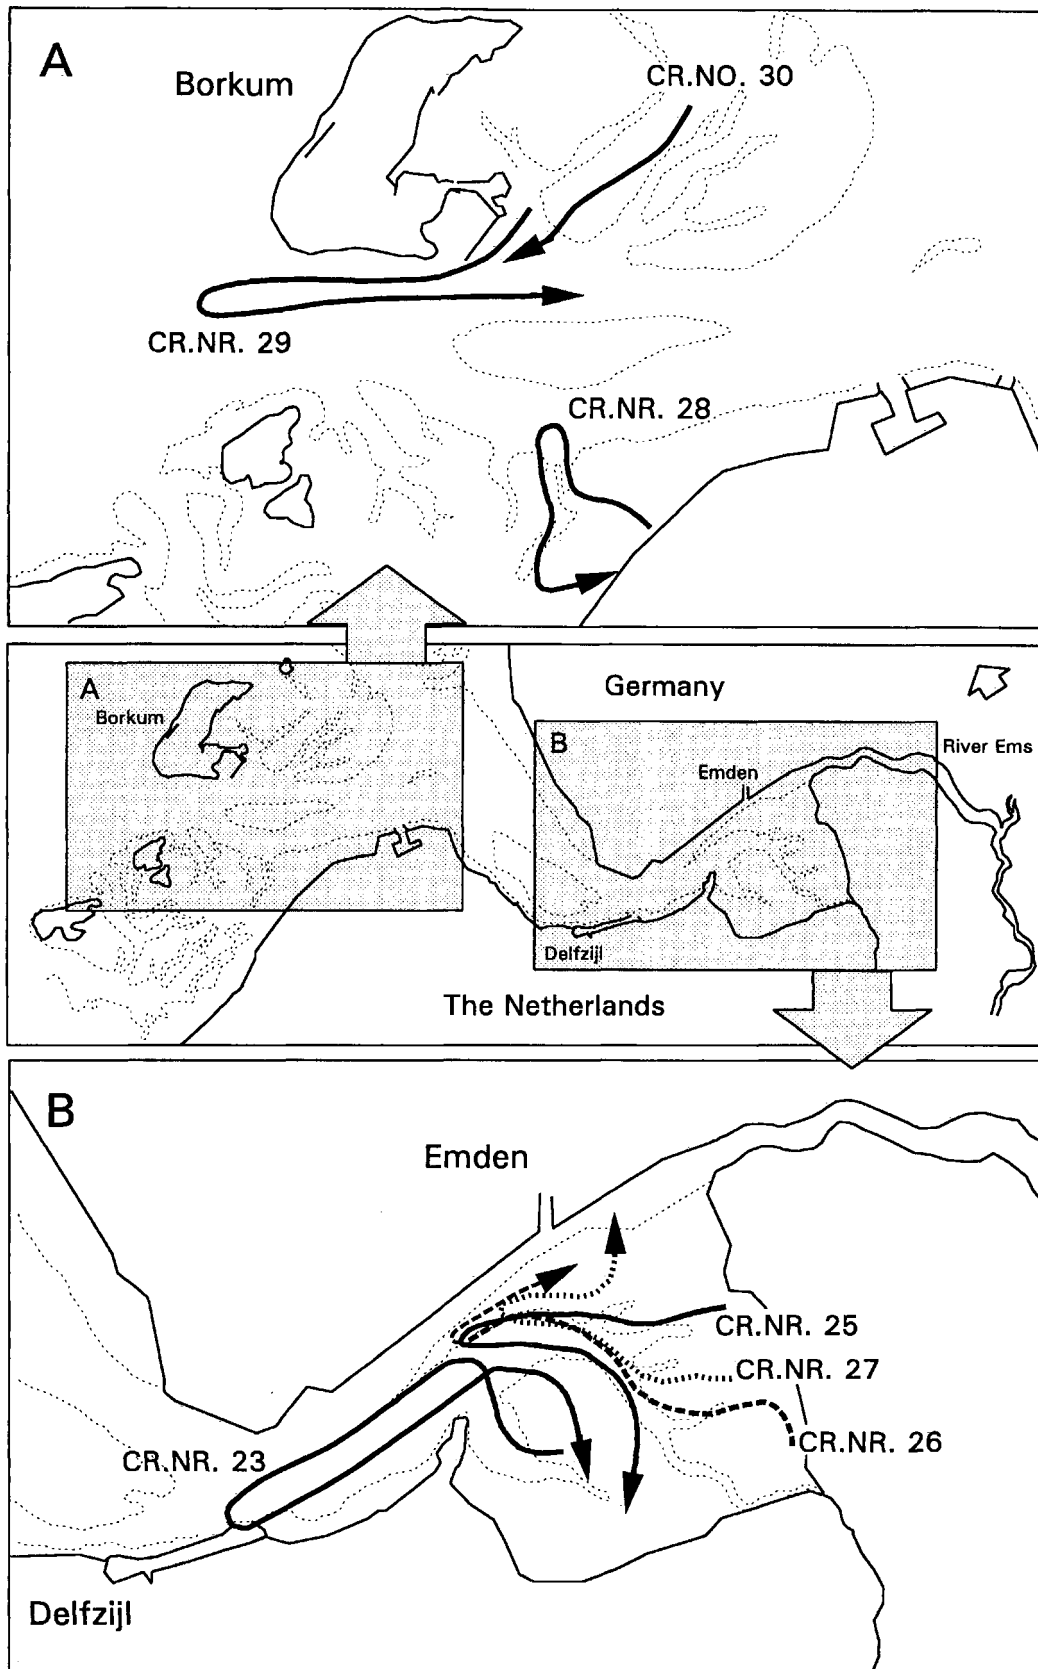 A
Borkum
CR.NO. 30
CR.NR. 29
CR.NR. 28
A
Borkum
Germany
B
River Ems
Emden
Delfzijl
The Netherlands
B
Emden
CR.NR. 25
CR.NR. 27
CR.NR. 26
CR.NR. 23
Delfzijl